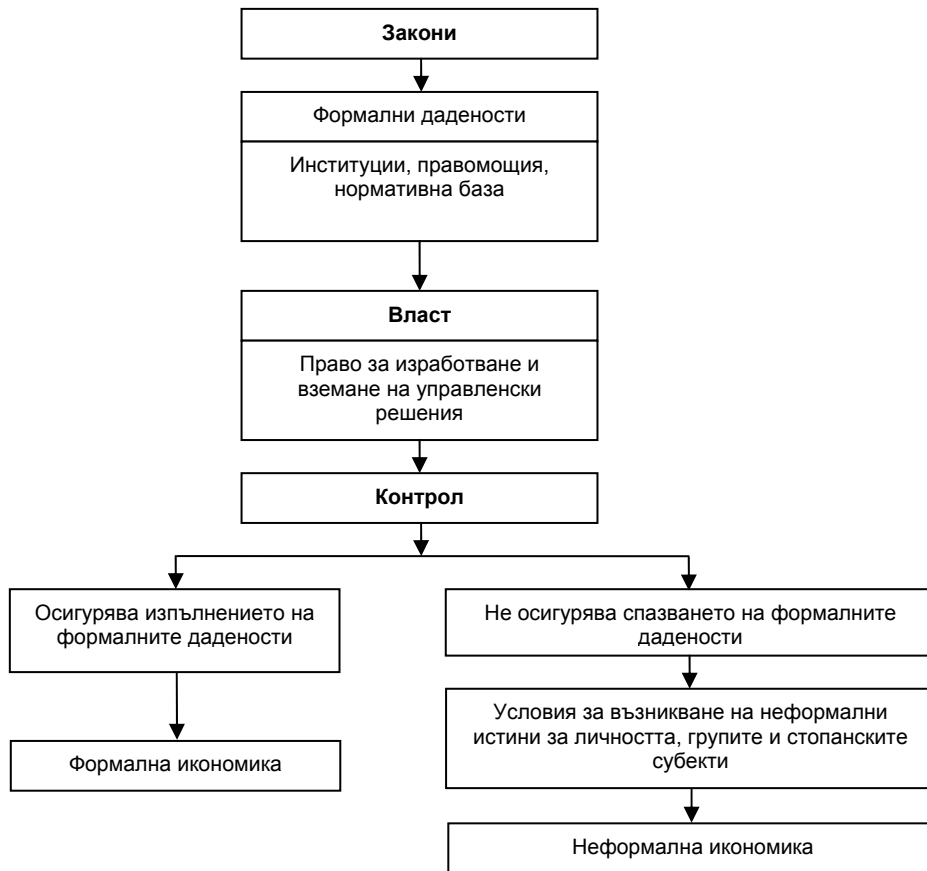 Закони
Формални дадености
Институции, правомощия,
нормативна база
Власт
Право за изработване и
вземане на управленски
решения
Контрол
Осигурява изпълнението на
формалните дадености
Формална икономика
Не осигурява спазването на формалните
дадености
Условия за възникване на неформални
истини за личността, групите и стопанските
субекти
Неформална икономика